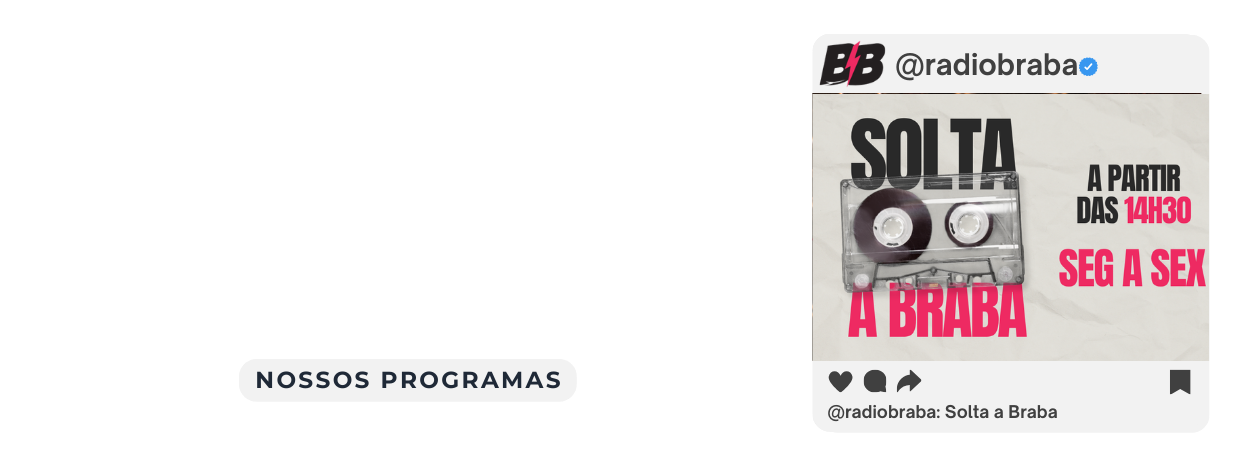 NOSSOS PROGRAMAS
BB
@radiobraba
SOLTA
A BRABA
A PARTIR
DAS 14H30
SEG A SEX
@radiobraba: Solta a Braba